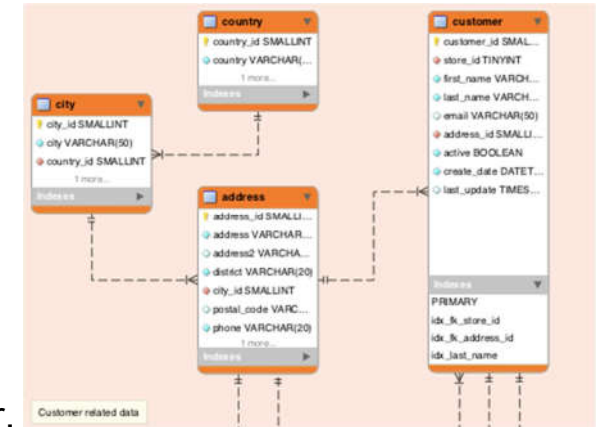 country
country_id SMALLINT
country VARCHAR(...
1 more...
Indexes
customer
customer_id SMAL...
store_id TINYINT
first_name VARCH...
last_name VARCH...
email VARCHAR(50)
address_id SMALLI...
active BOOLEAN
create_date DATET...
last_update TIMES...
Indexes
PRIMARY
idx_fk_store_id
idx_fk_address_id
idx_last_name
city
city_id SMALLINT
city VARCHAR(50)
country_id SMALLINT
1 more...
Indexes
address
address_id SMALLI...
address VARCHAR...
address2 VARCHA...
district VARCHAR(20)
city_id SMALLINT
postal_code VARC...
phone VARCHAR(20)
1 more...
Indexes
Customer related data